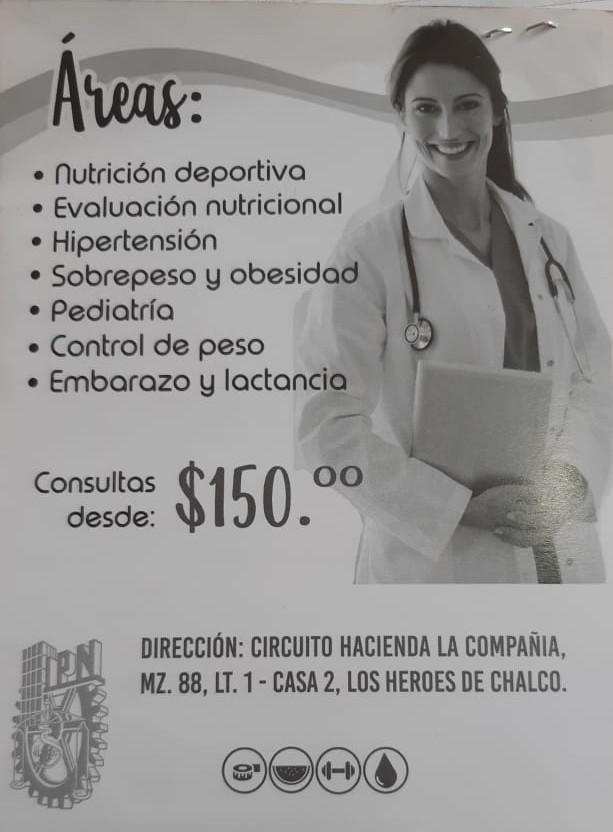 Áreas:
• Nutrición deportiva
• Evaluación nutricional
• Hipertensión
• Sobrepeso y obesidad
• Pediatría
• Control de peso
• Embarazo y lactancia
Consultas
desde: $150.00
DIRECCIÓN: CIRCUITO HACIENDA LA COMPAÑIA,
MZ. 88, LT. 1 - CASA 2, LOS HEROES DE CHALCO.
IPN